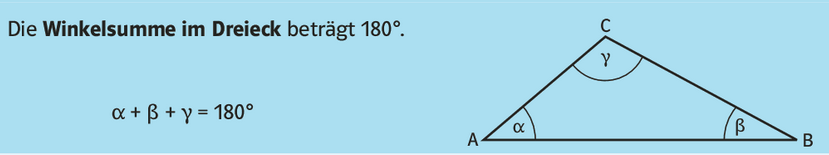 Die Winkelsumme im Dreieck beträgt 180°.
α + β + γ = 180°
C
γ
A
α
β
B